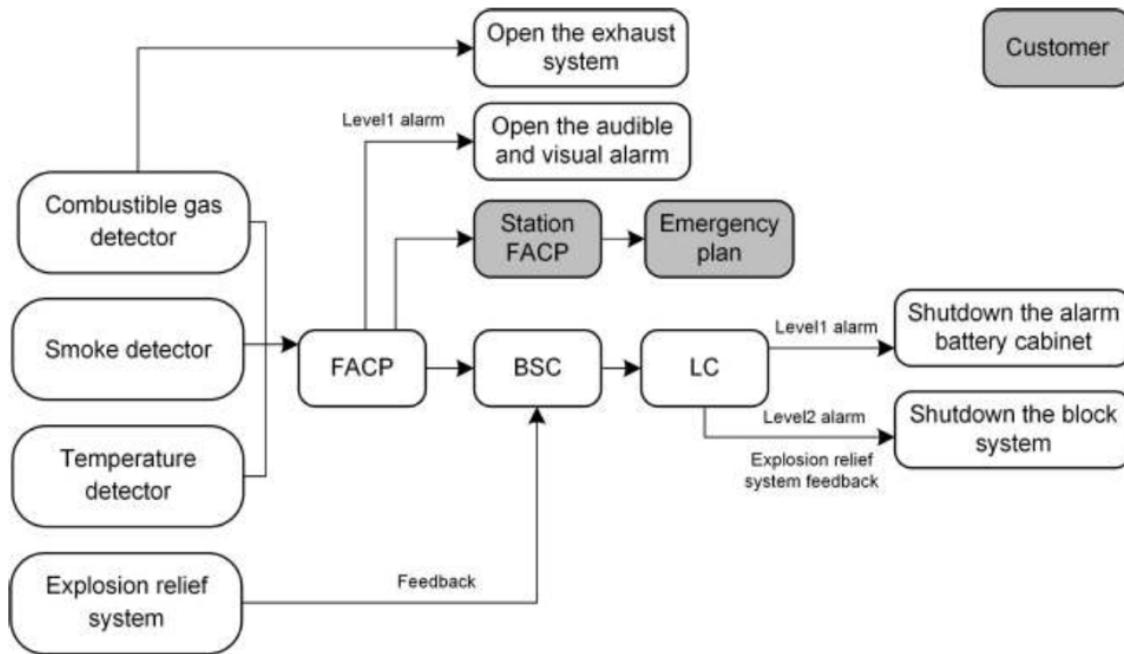 Open the exhaust
system
Customer
Level1 alarm
Open the audible
and visual alarm
Combustible gas
detector
Station
FACP
Emergency
plan
Smoke detector
FACP
BSC
LC
Level1 alarm
Shutdown the alarm
battery cabinet
Temperature
detector
Level2 alarm
Explosion relief
system feedback
Shutdown the block
system
Explosion relief
system
Feedback